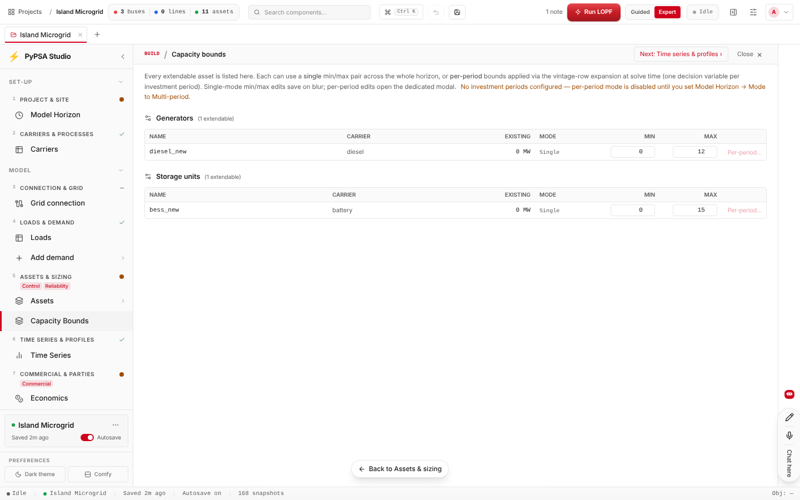 Projects / Island Microgrid
3 buses 0 lines 11 assets
Search components...
Ctrl K
1 note
Run LOPF
Guided Expert
Idle
A
Island Microgrid
PyPSA Studio
SET-UP
1 PROJECT & SITE
Model Horizon
2 CARRIERS & PROCESSES
Carriers
MODEL
3 CONNECTION & GRID
Grid connection
4 LOADS & DEMAND
Loads
Add demand
5 ASSETS & SIZING
Control Reliability
Assets
Capacity Bounds
6 TIME SERIES & PROFILES
Time Series
7 COMMERCIAL & PARTIES
Commercial
Economics
Island Microgrid
Saved 2m ago
Autosave
PREFERENCES
Dark theme
Comfy
BUILD / Capacity bounds
Next: Time series & profiles ›
Close ×
Every extendable asset is listed here. Each can use a single min/max pair across the whole horizon, or per-period bounds applied via the vintage-row expansion at solve time (one decision variable per
investment period). Single-mode min/max edits save on blur; per-period edits open the dedicated modal. No Investment periods configured — per-period mode is disabled until you set Model Horizon → Mode
to Multi-period.
Generators (1 extendable)
NAME CARRIER EXISTING MODE MIN MAX
diesel_new diesel 0 MW Single 0 12 Per-period...
Storage units (1 extendable)
NAME CARRIER EXISTING MODE MIN MAX
bess_new battery 0 MW Single 0 15 Per-period...
← Back to Assets & sizing
Chat here
Idle Island Microgrid Saved 2m ago Autosave on 168 snapshots
Obj: —